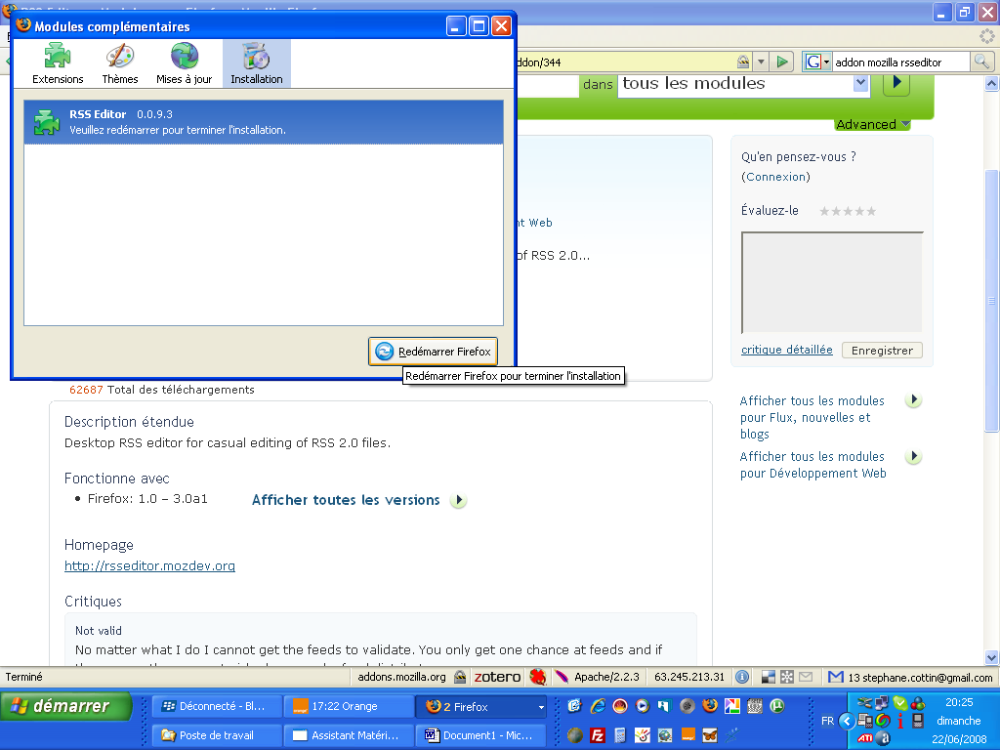 Modules complémentaires
Extensions
Thèmes
Mises à jour
Installation
RSS Editor 0.0.9.3
Veuillez redémarrer pour terminer l'installation.
Redémarrer Firefox
Redémarrer Firefox pour terminer l'installation
ddon/344
G
addon mozilla rsseditor
dans
tous les modules
Advanced
nt Web
of RSS 2.0...
Qu'en pensez-vous ?
(Connexion)
Évaluez-le
critique détaillée
Enregistrer
62687 Total des téléchargements
Description étendue
Desktop RSS editor for casual editing of RSS 2.0 files.
Fonctionne avec
• Firefox: 1.0 – 3.0a1
Afficher toutes les versions
Homepage
http://rsseditor.mozdev.org
Critiques
Not valid
No matter what I do I cannot get the feeds to validate. You only get one chance at feeds and if
Afficher tous les modules
pour Flux, nouvelles et
blogs
Afficher tous les modules
pour Développement Web
Terminé
addons.mozilla.org
zotero
Apache/2.2.3
63.245.213.31
13 stephane.cottin@gmail.com
démarrer
Déconnecté - Bl...
17:22 Orange
2 Firefox
Poste de travail
Assistant Matéri...
Document1 - Mic...
FR
ATI
20:25
dimanche
22/06/2008